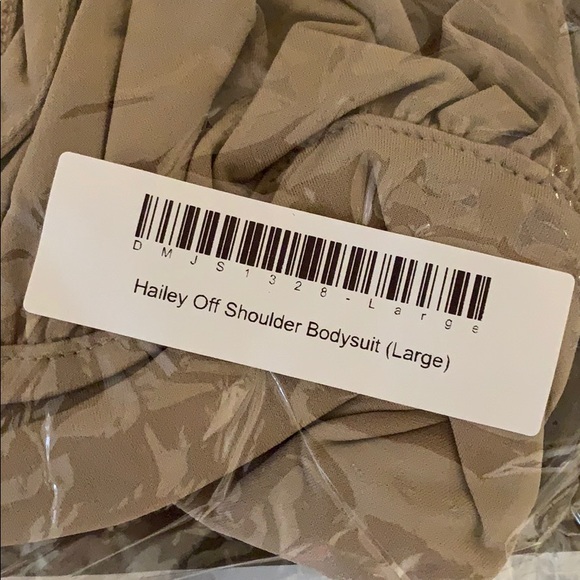 DMJS1328-Large
Hailey Off Shoulder Bodysuit (Large)